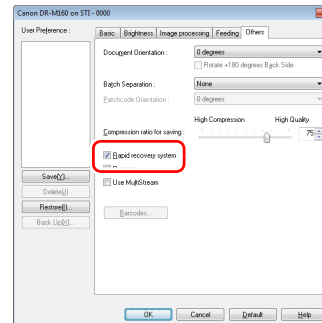 Canon DR-M160 on STI - 0000
User Preference :
Basic Brightness Image processing Feeding Others
Document Orientation :
0 degrees
Rotate +180 degrees Back Side
Batch Separation :
None
Patchcode Orientation :
0 degrees
High Compression High Quality
Compression ratio for saving :
75
Rapid recovery system
Use MultiStream
Save(Y)...
Delete(J)
Restore(E)...
Back Up(K)...
Barcodes...
OK Cancel Default Help